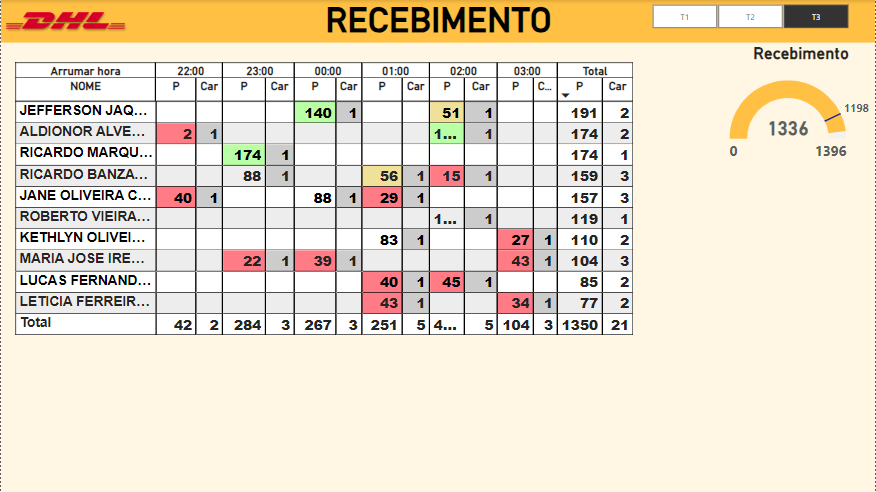 DHL RECEBIMENTO T1 T2 T3
Recebimento
Arrumar hora 22:00 23:00 00:00 01:00 02:00 03:00 Total
NOME P Car P Car P Car P Car P Car P C... P Car
JEFFERSON JAQ... 140 1 51 1 191 2
ALDIONOR ALVE... 2 1 1... 1 174 2
RICARDO MARQU... 174 1 174 1
RICARDO BANZA... 88 1 56 1 15 1 159 3
JANE OLIVEIRA C... 40 1 88 1 29 1 157 3
ROBERTO VIEIRA... 1... 1 119 1
KETHLYN OLIVEI... 83 1 27 1 110 2
MARIA JOSE IRE... 22 1 39 1 43 1 104 3
LUCAS FERNAND... 40 1 45 1 85 2
LETICIA FERREIR... 43 1 34 1 77 2
Total 42 2 284 3 267 3 251 5 4... 5 104 3 1350 21
1198
1336
0 1396